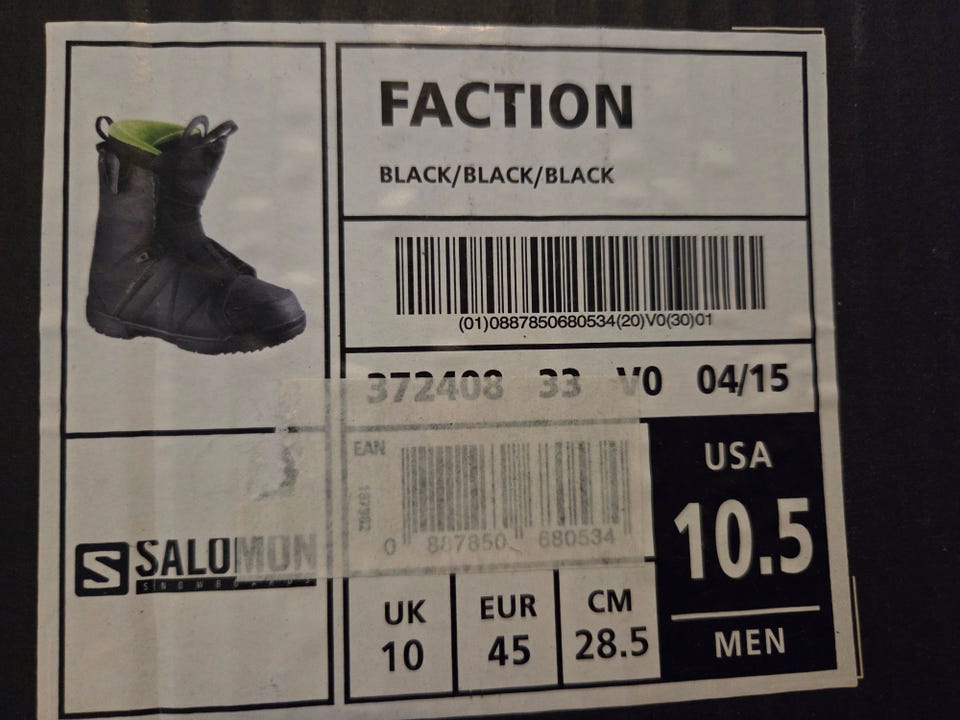 FACTION
BLACK/BLACK/BLACK
(01)0887850680534(20)V0(30)01
372408 33 V0 04/15
EAN
0 887850 680534
SALOMON
SNOWBOARDS
USA
10.5
MEN
UK
10
EUR
45
CM
28.5